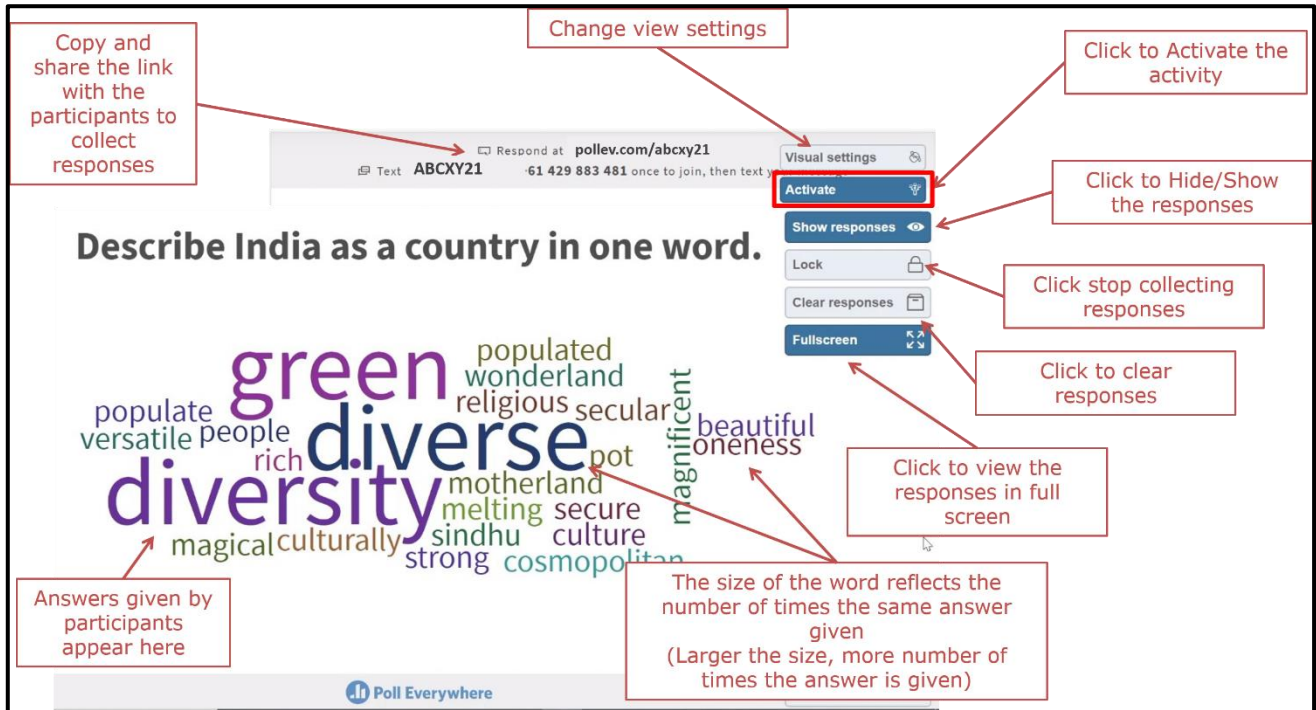 Copy and
share the link
with the
participants to
collect
responses
Change view settings
Click to Activate the
activity
Respond at pollev.com/abcxy21
Text ABCXY21 61 429 883 481 once to join, then text
Visual settings
Activate
Click to Hide/Show
the responses
Show responses
Describe India as a country in one word.
Lock
Click stop collecting
responses
Clear responses
Fullscreen
Click to clear
responses
green
populated
wonderland
religious
secular
magnificent
beautiful
oneness
populate
versatile
people
rich
diverse
pot
diversity
motherland
melting
secure
sindhu
culture
magical
culturally
strong
cosmopolitan
Click to view the
responses in full
screen
Answers given by
participants
appear here
The size of the word reflects the
number of times the same answer
given
(Larger the size, more number of
times the answer is given)
Poll Everywhere